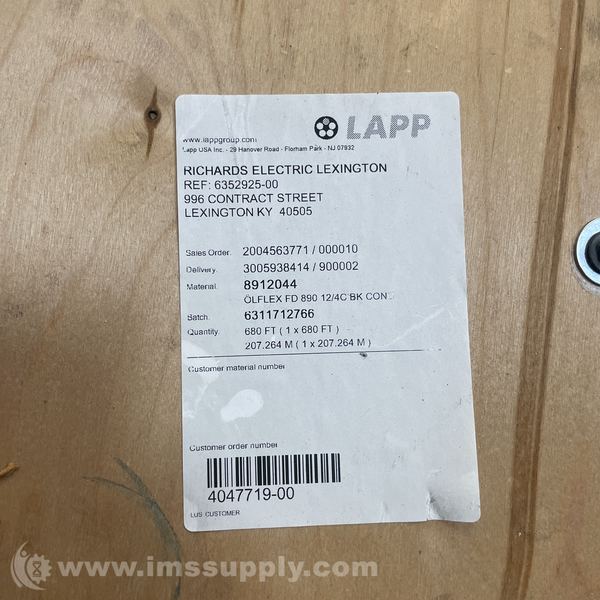 LAPP
www.lappgroup.com
Lapp USA Inc. - 29 Hanover Road - Florham Park - NJ 07932
RICHARDS ELECTRIC LEXINGTON
REF: 6352925-00
996 CONTRACT STREET
LEXINGTON KY 40505
Sales Order: 2004563771 / 000010
Delivery: 3005938414 / 900002
Material: 8912044
ÖLFLEX FD 890 12/4C BK CON
Batch: 6311712766
Quantity: 680 FT ( 1 x 680 FT )
207.264 M ( 1 x 207.264 M )
Customer material number
Customer order number
4047719-00
LUS CUSTOMER
www.imssupply.com